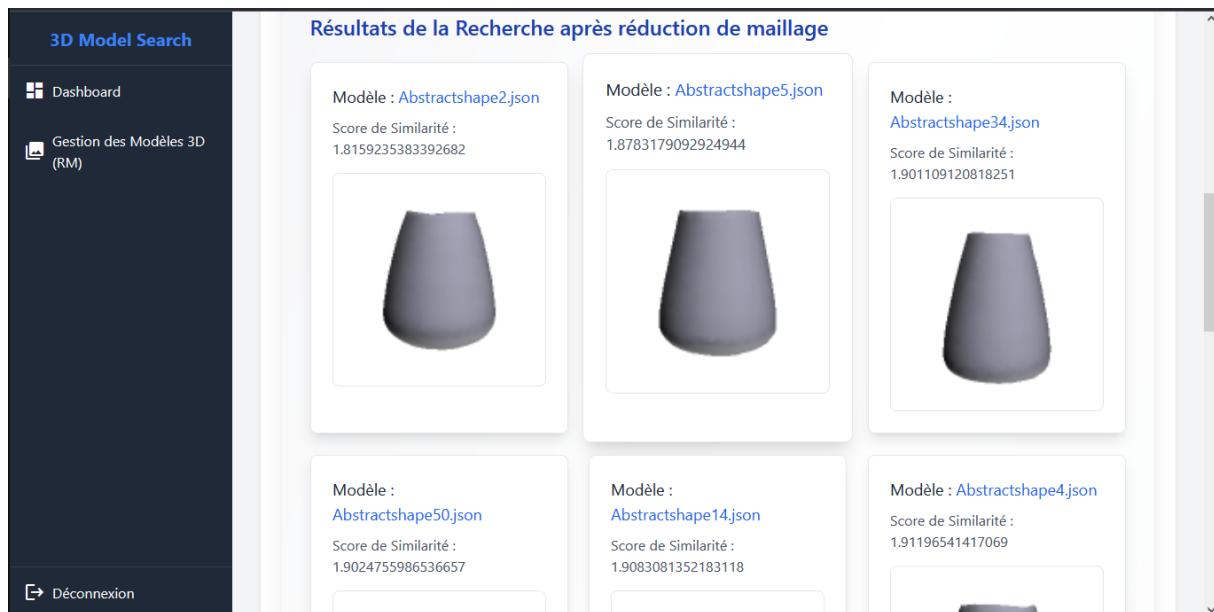 3D Model Search
Dashboard
Gestion des Modèles 3D
(RM)
Déconnexion
Résultats de la Recherche après réduction de maillage
Modèle : Abstractshape2.json
Score de Similarité :
1.8159235383392682
Modèle : Abstractshape5.json
Score de Similarité :
1.8783179092924944
Modèle :
Abstractshape34.json
Score de Similarité :
1.901109120818251
Modèle :
Abstractshape50.json
Score de Similarité :
1.9024755986536657
Modèle :
Abstractshape14.json
Score de Similarité :
1.9083081352183118
Modèle : Abstractshape4.json
Score de Similarité :
1.91196541417069